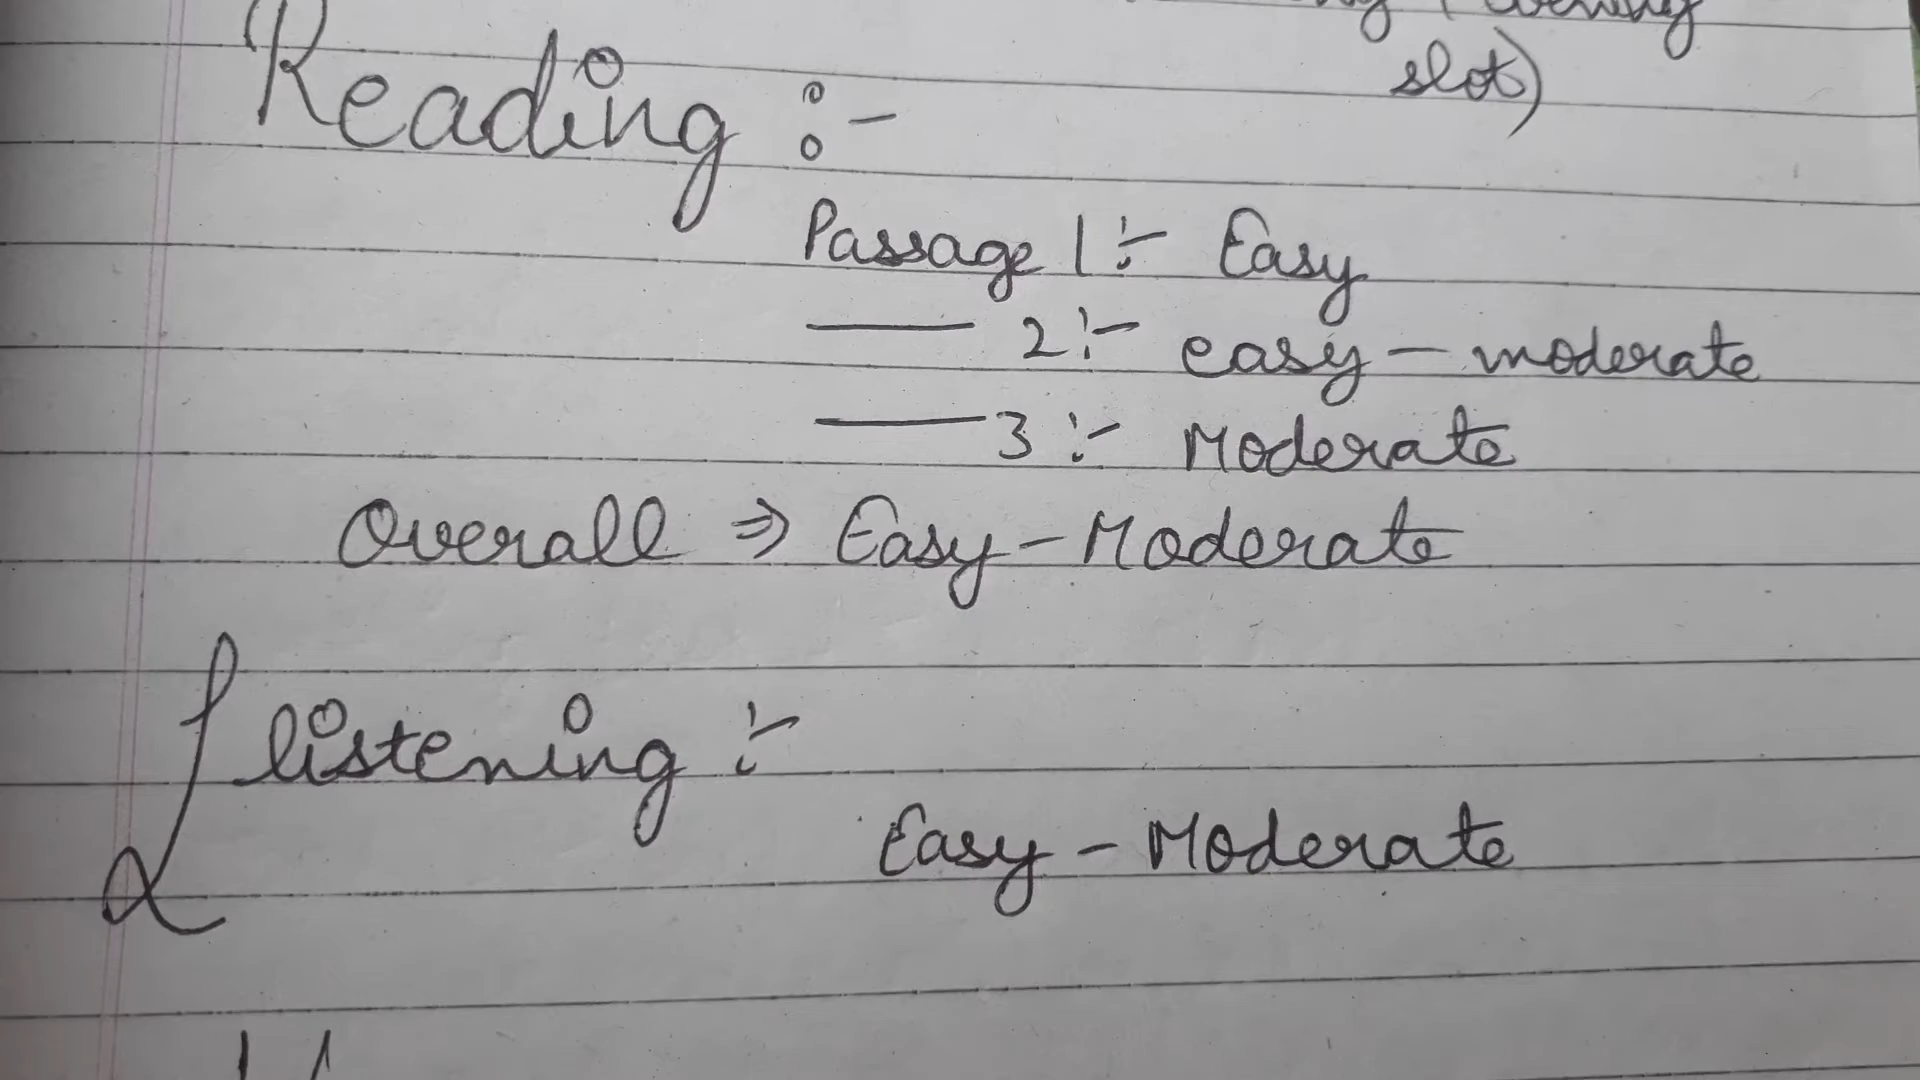 slot)
Reading :-
Passage 1 :- Easy
—— 2 :- easy - moderate
—— 3 :- Moderate
Overall ⇒ Easy - Moderate
listening :-
Easy - Moderate